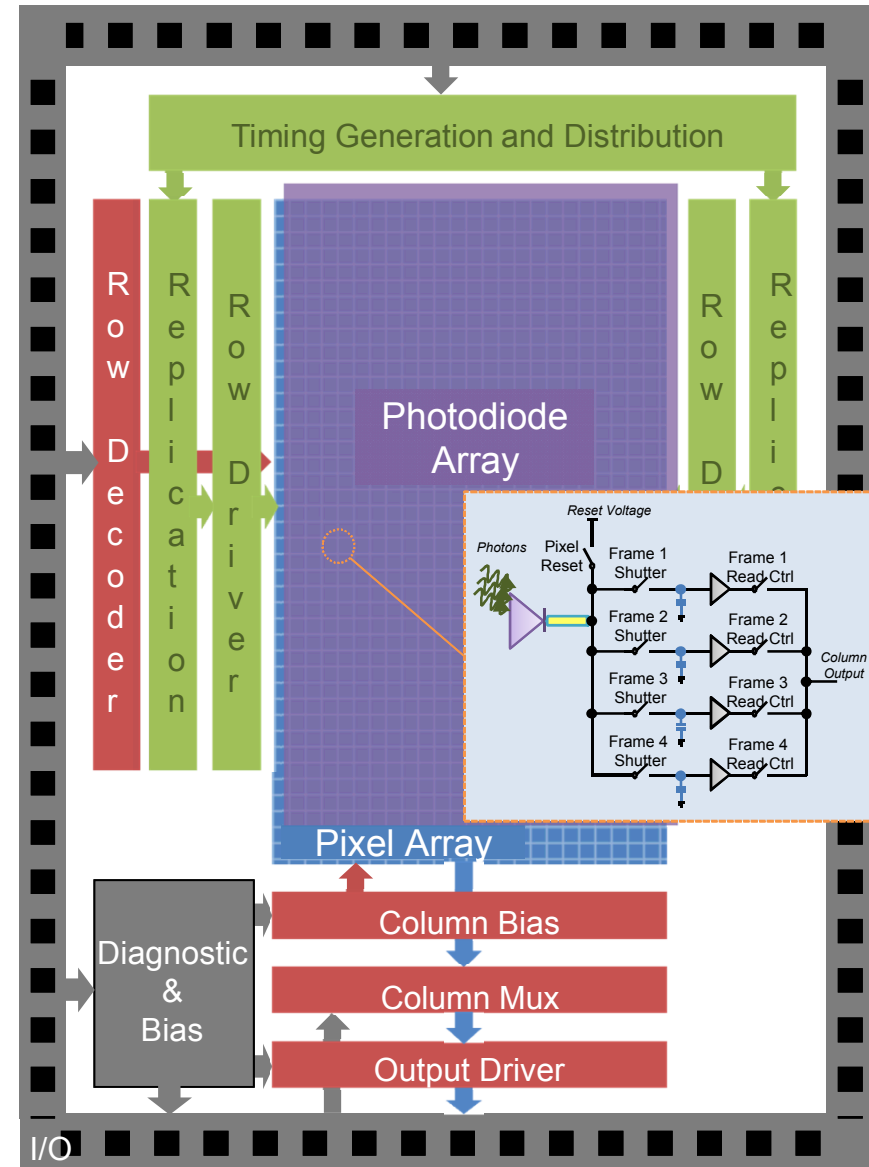 Timing Generation and Distribution
Row Decoder
Replication
Row Driver
Photodiode
Array
Row D
Repli
Reset Voltage
Photons
Pixel
Reset
Frame 1
Shutter
Frame 1
Read Ctrl
Frame 2
Shutter
Frame 2
Read Ctrl
Column
Output
Frame 3
Shutter
Frame 3
Read Ctrl
Frame 4
Shutter
Frame 4
Read Ctrl
Pixel Array
Diagnostic
&
Bias
Column Bias
Column Mux
Output Driver
I/O